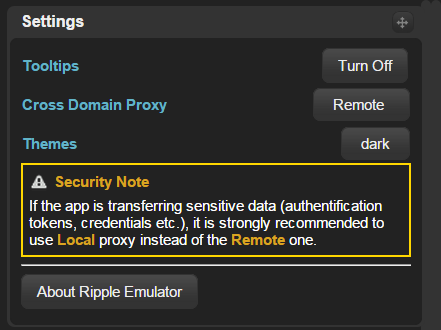 Settings
Tooltips Turn Off
Cross Domain Proxy Remote
Themes dark
Security Note
If the app is transferring sensitive data (authentification
tokens, credentials etc.), it is strongly recommended to
use Local proxy instead of the Remote one.
About Ripple Emulator